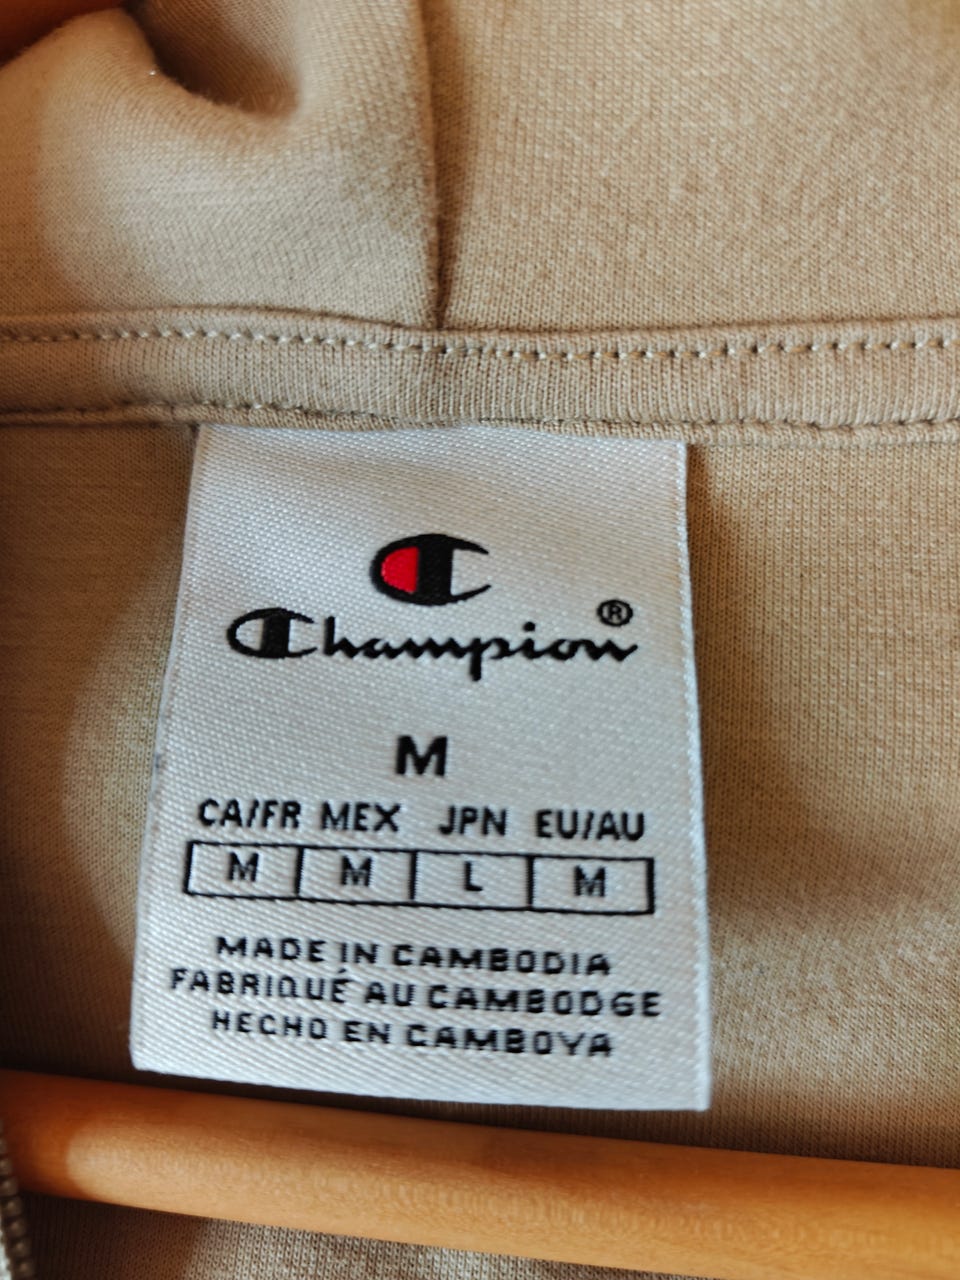 Champion®
M
CA/FR MEX JPN EU/AU
M M L M
MADE IN CAMBODIA
FABRIQUÉ AU CAMBODGE
HECHO EN CAMBOYA